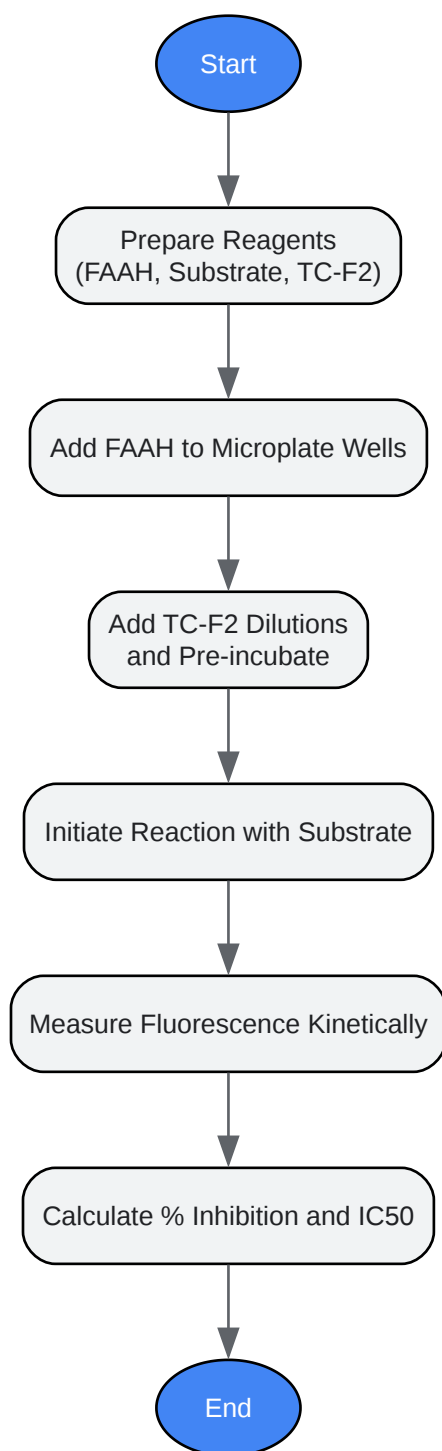 Start
Prepare Reagents
(FAAH, Substrate, TC-F2)
Add FAAH to Microplate Wells
Add TC-F2 Dilutions
and Pre-incubate
Initiate Reaction with Substrate
Measure Fluorescence Kinetically
Calculate % Inhibition and IC50
End